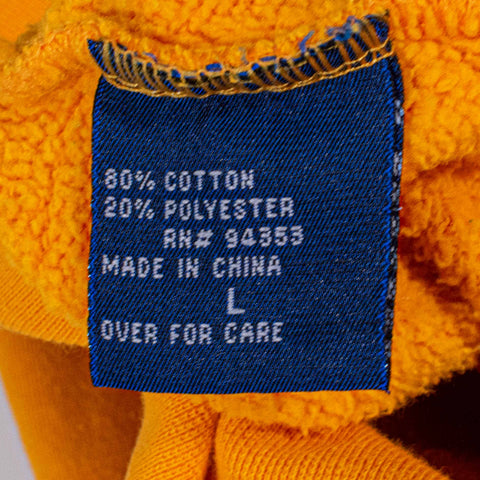 80% COTTON
20% POLYESTER
RN# 94353
MADE IN CHINA
L
OVER FOR CARE